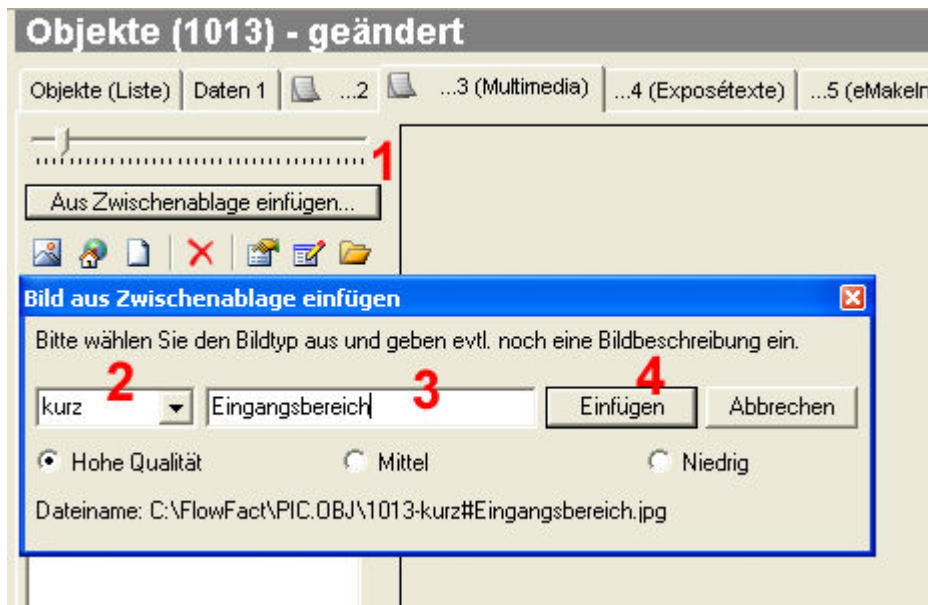 Objekte (1013) - geändert
Objekte (Liste) Daten 1 ...2 ...3 (Multimedia) ...4 (Exposétexte) ...5 (eMakeln
1
Aus Zwischenablage einfügen...
Bild aus Zwischenablage einfügen
Bitte wählen Sie den Bildtyp aus und geben evtl. noch eine Bildbeschreibung ein.
2 3 4
kurz Eingangsbereich Einfügen Abbrechen
Hohe Qualität Mittel Niedrig
Dateiname: C:\FlowFact\PIC.OBJ\1013-kurz#Eingangsbereich.jpg